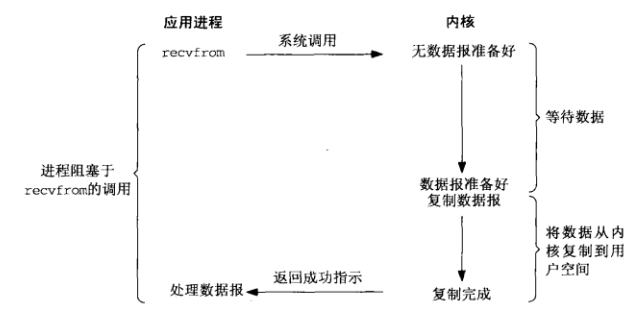 应用进程
内核
recvfrom
系统调用
无数据报准备好
等待数据
进程阻塞于
recvfrom的调用
数据报准备好
复制数据报
将数据从内
核复制到用
户空间
处理数据报
返回成功指示
复制完成